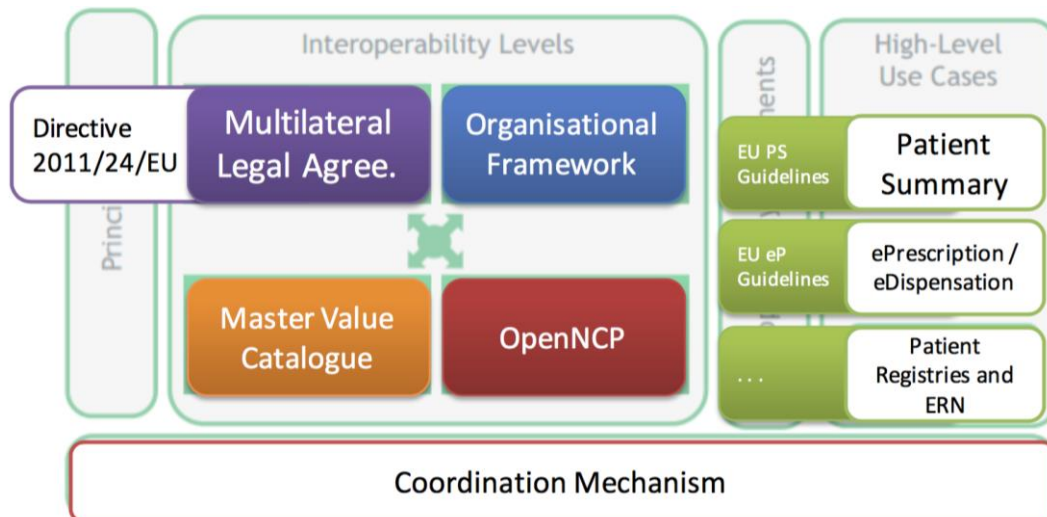 Interoperability Levels
High-Level
Use Cases
Directive
2011/24/EU
Multilateral
Legal Agree.
Organisational
Framework
EU PS
Guidelines
Patient
Summary
EU eP
Guidelines
ePrescription /
eDispensation
Master Value
Catalogue
OpenNCP
. . .
Patient
Registries and
ERN
Coordination Mechanism